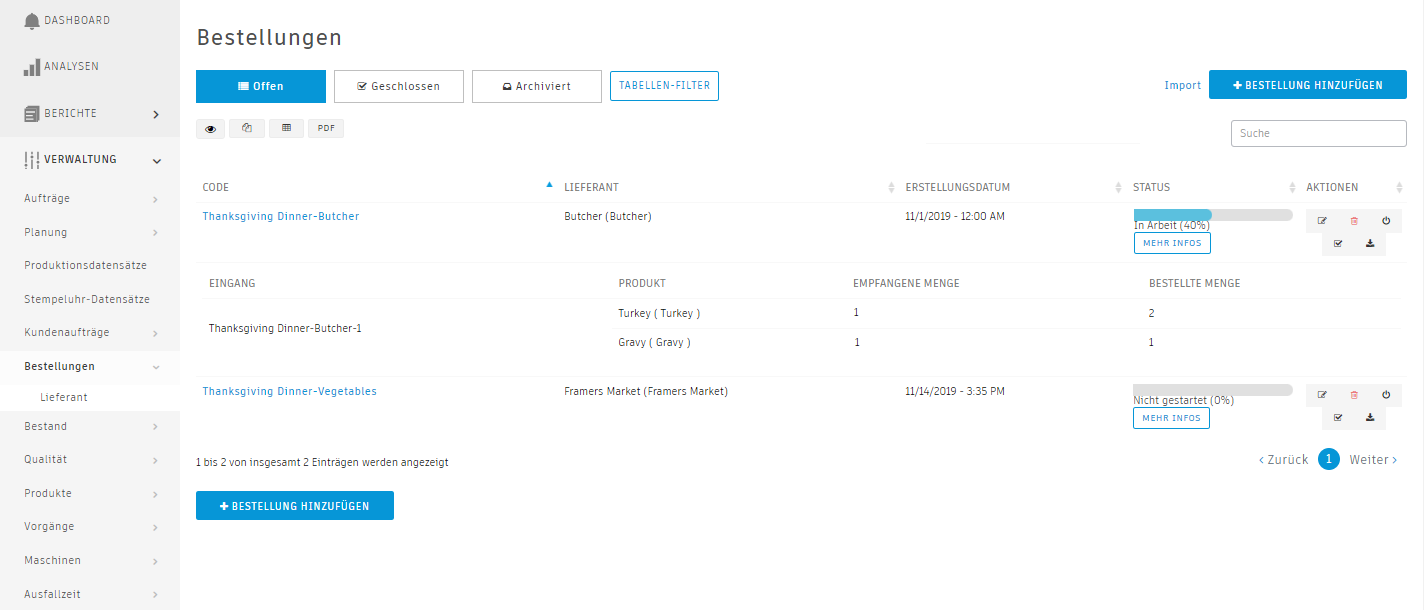 DASHBOARD
ANALYSEN
BERICHTE
VERWALTUNG
Aufträge
Planung
Produktionsdatensätze
Stempeluhr-Datensätze
Kundenaufträge
Bestellungen
Lieferant
Bestand
Qualität
Produkte
Vorgänge
Maschinen
Ausfallzeit
Bestellungen
Offen Geschlossen Archiviert TABELLEN-FILTER Import + BESTELLUNG HINZUFÜGEN
PDF Suche
CODE LIEFERANT ERSTELLUNGSDATUM STATUS AKTIONEN
Thanksgiving Dinner-Butcher Butcher (Butcher) 11/1/2019 - 12:00 AM
In Arbeit (40%)
MEHR INFOS
EINGANG PRODUKT EMPFANGENE MENGE BESTELLTE MENGE
Turkey ( Turkey ) 1 2
Thanksgiving Dinner-Butcher-1
Gravy ( Gravy ) 1 1
Thanksgiving Dinner-Vegetables Framers Market (Framers Market) 11/14/2019 - 3:35 PM
Nicht gestartet (0%)
MEHR INFOS
1 bis 2 von insgesamt 2 Einträgen werden angezeigt ‹ Zurück 1 Weiter ›
+ BESTELLUNG HINZUFÜGEN